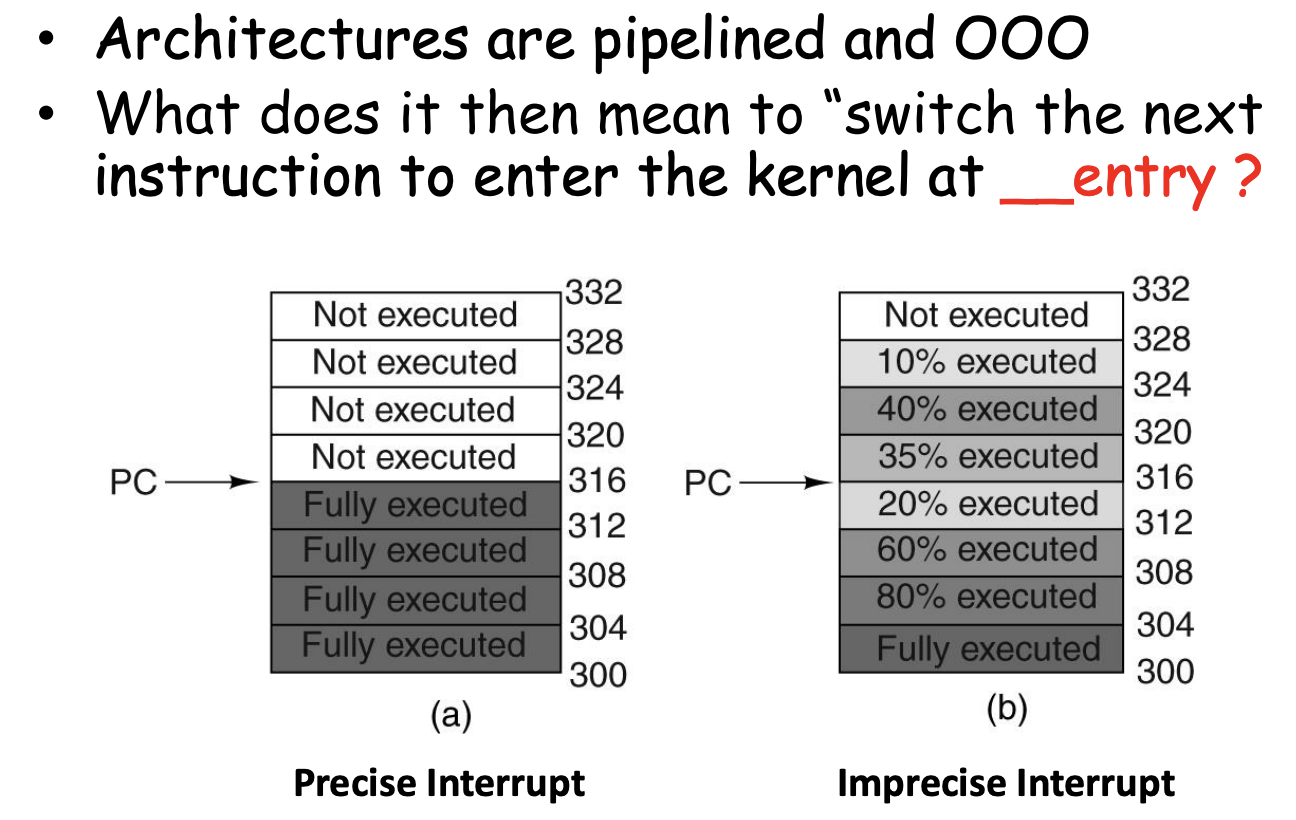 • Architectures are pipelined and OOO
• What does it then mean to “switch the next
instruction to enter the kernel at __entry ?
332
Not executed
328
Not executed
324
Not executed
320
Not executed
PC
316
Fully executed
312
Fully executed
308
Fully executed
304
Fully executed
300
(a)
Precise Interrupt
332
Not executed
328
10% executed
324
40% executed
320
35% executed
PC
316
20% executed
312
60% executed
308
80% executed
304
Fully executed
300
(b)
Imprecise Interrupt